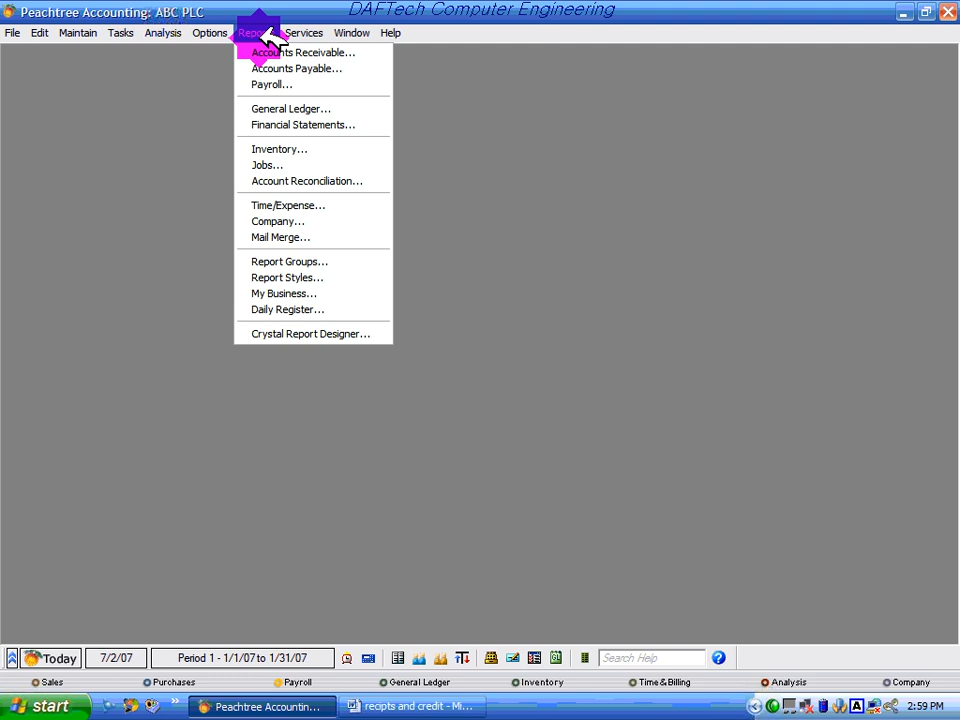 Peachtree Accounting: ABC PLC
DAFTech Computer Engineering
File Edit Maintain Tasks Analysis Options Services Window Help
Accounts Receivable...
Accounts Payable...
Payroll...
General Ledger...
Financial Statements...
Inventory...
Jobs...
Account Reconciliation...
Time/Expense...
Company...
Mail Merge...
Report Groups...
Report Styles...
My Business...
Daily Register...
Crystal Report Designer...
Today 7/2/07 Period 1 - 1/1/07 to 1/31/07 Search Help
Sales Purchases Payroll General Ledger Inventory Time & Billing Analysis Company
start Peachtree Accountin... recipts and credit - Mi... A 2:59 PM